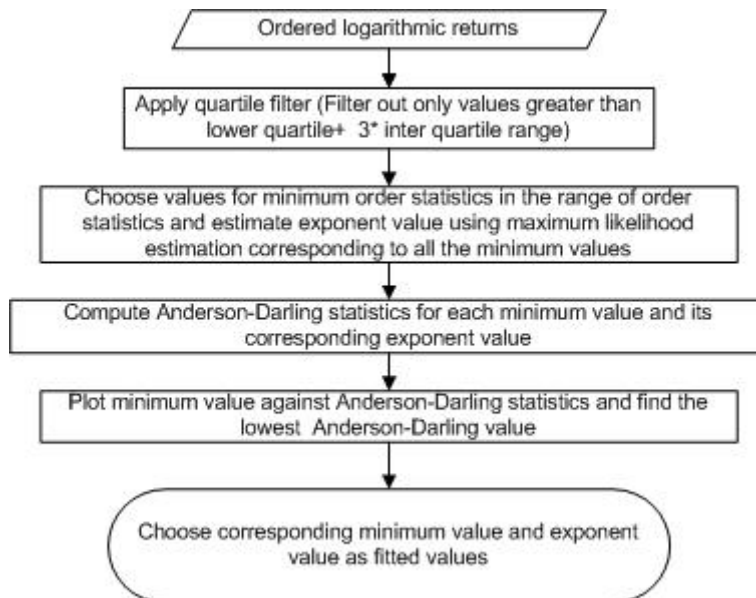 Ordered logarithmic returns
Apply quartile filter (Filter out only values greater than
lower quartile+ 3* inter quartile range)
Choose values for minimum order statistics in the range of order
statistics and estimate exponent value using maximum likelihood
estimation corresponding to all the minimum values
Compute Anderson-Darling statistics for each minimum value and its
corresponding exponent value
Plot minimum value against Anderson-Darling statistics and find the
lowest Anderson-Darling value
Choose corresponding minimum value and exponent
value as fitted values